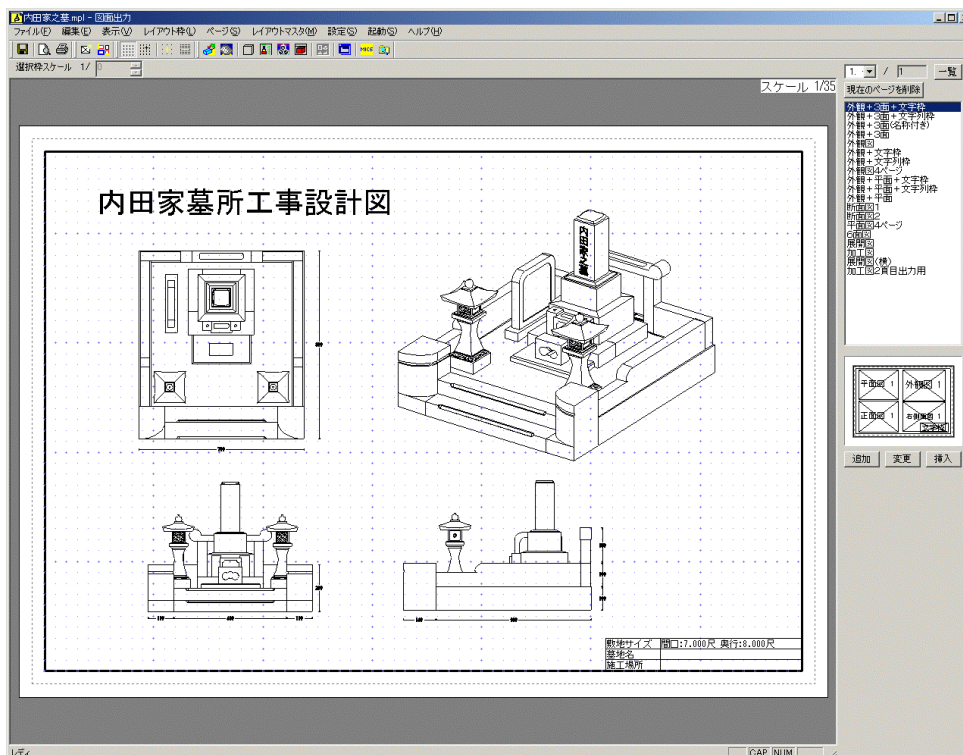 内田家之墓.mpl - 図面出力
ファイル(F) 編集(E) 表示(V) レイアウト枠(L) ページ(S) レイアウトマスタ(M) 設定(S) 起動(S) ヘルプ(H)
選択枠スケール 1/ 0
1. / 1 一覧
スケール 1/35
現在のページを削除
外観+3面+文字枠
外観+3面+文字列枠
外観+3面(名称付き)
外観+3面
外観図
外観+文字枠
外観+文字列枠
外観図4ページ
外観+平面+文字枠
外観+平面+文字列枠
外観+平面
断面図1
断面図2
平面図4ページ
6面図
展開図
加工図
展開図(横)
加工図2頁目出力用
内田家墓所工事設計図
内田家之墓
平面図 1 外観図 1
正面図 1 右側面図 1
文字枠
追加 変更 挿入
敷地サイズ 間口:7.000尺 奥行:8.000尺
墓地名
施工場所
レディ
CAP NUM